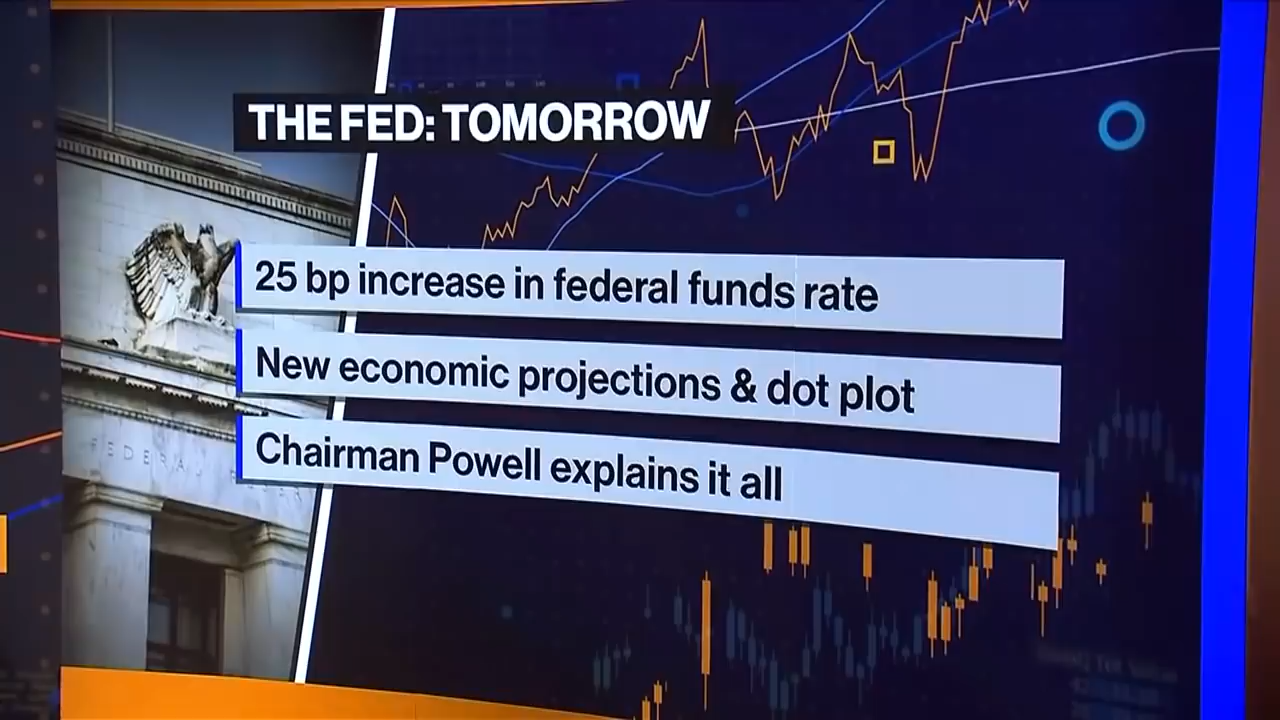 THE FED: TOMORROW
25 bp increase in federal funds rate
New economic projections & dot plot
Chairman Powell explains it all
FEDERAL